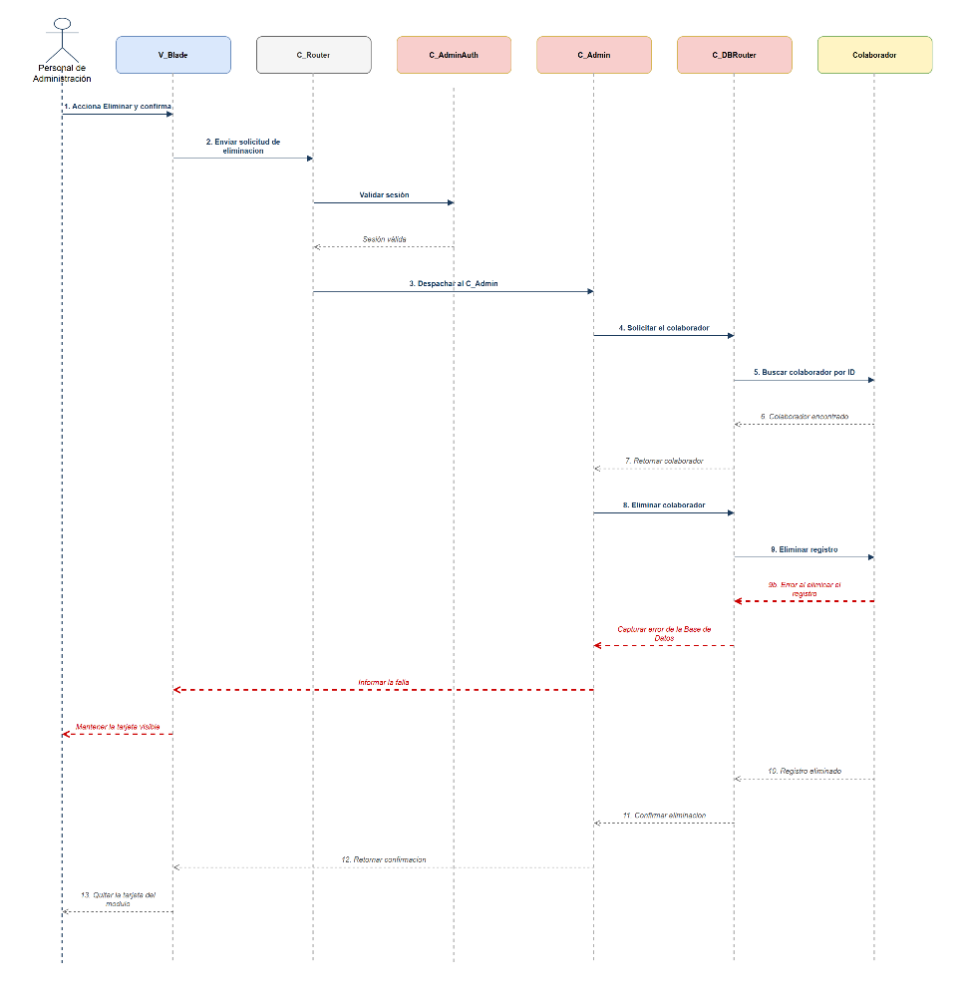 V_Blade
C_Router
C_AdminAuth
C_Admin
C_DBRouter
Colaborador
Personal de
Administración
1. Acciona Eliminar y confirma
2. Enviar solicitud de
eliminacion
Validar sesión
Sesión válida
3. Despachar al C_Admin
4. Solicitar el colaborador
5. Buscar colaborador por ID
6. Colaborador encontrado
7. Retornar colaborador
8. Eliminar colaborador
9. Eliminar registro
9b. Error al eliminar el
registro
Capturar error de la Base de
Datos
Informar la falla
Mantener la tarjeta visible
10. Registro eliminado
11. Confirmar eliminacion
12. Retornar confirmacion
13. Quitar la tarjeta del
modulo